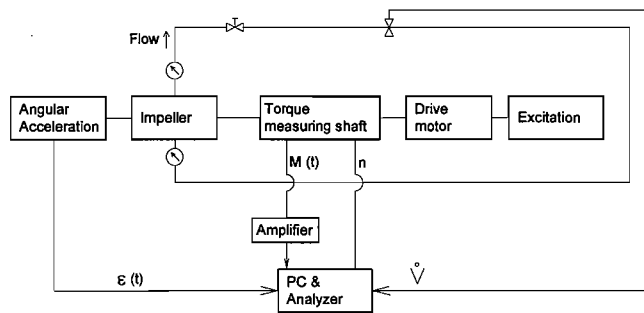 T
Flow
Angular
Acceleration
Impeller
Torque
measuring shaft
Drive
motor
Excitation
M (t)
n
Amplifier
ε (t)
PC &
Analyzer
V̊